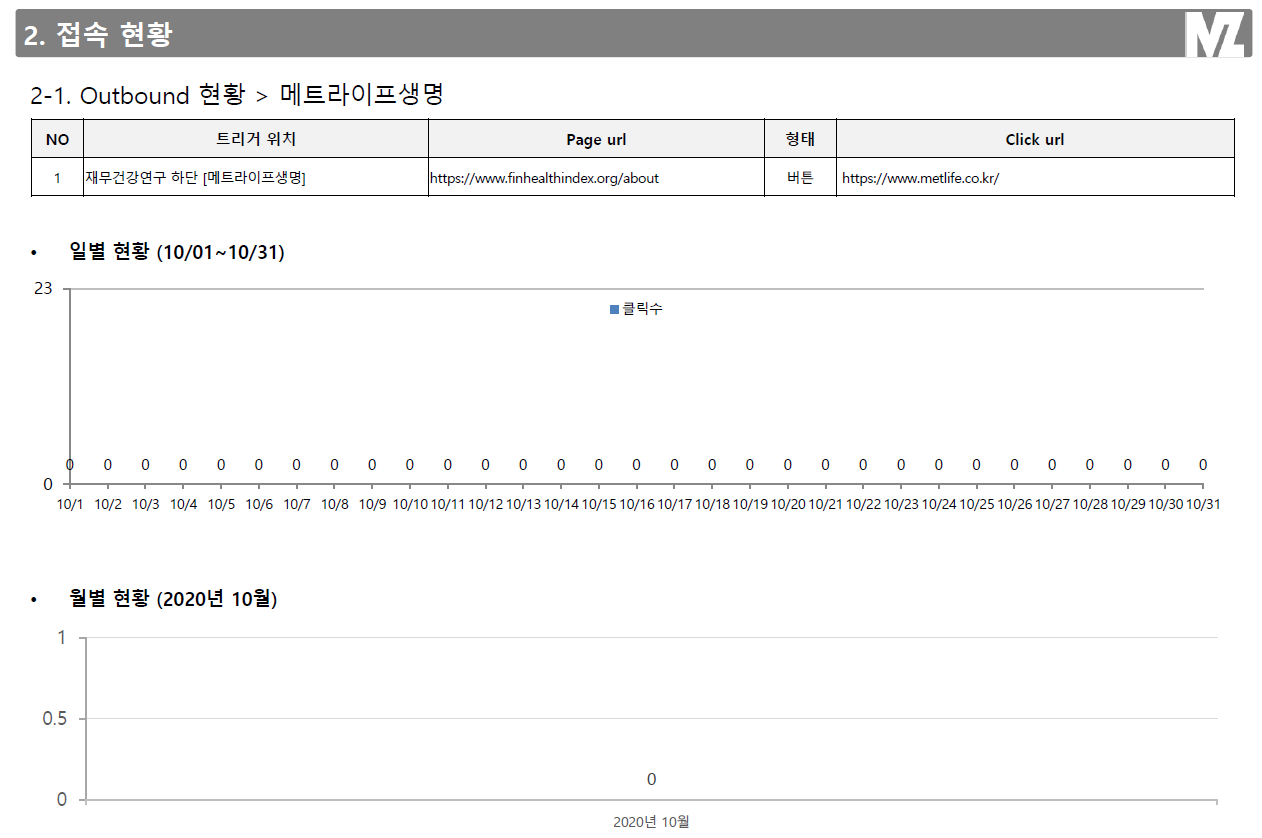 2. 접속 현황
MZ
2-1. Outbound 현황 > 메트라이프생명
NO 트리거 위치 Page url 형태 Click url
1 재무건강연구 하단 [메트라이프생명] https://www.finhealthindex.org/about 버튼 https://www.metlife.co.kr/
• 일별 현황 (10/01~10/31)
23
클릭수
0 0 0 0 0 0 0 0 0 0 0 0 0 0 0 0 0 0 0 0 0 0 0 0 0 0 0 0 0 0 0
0
10/1 10/2 10/3 10/4 10/5 10/6 10/7 10/8 10/9 10/10 10/11 10/12 10/13 10/14 10/15 10/16 10/17 10/18 10/19 10/20 10/21 10/22 10/23 10/24 10/25 10/26 10/27 10/28 10/29 10/30 10/31
• 월별 현황 (2020년 10월)
1
0.5
0
0
2020년 10월